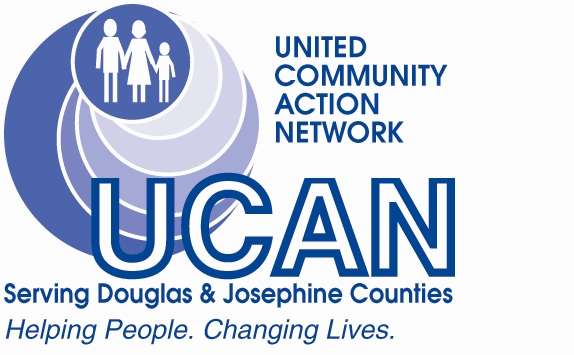 UNITED
COMMUNITY
ACTION
NETWORK
UCAN
Serving Douglas & Josephine Counties
Helping People. Changing Lives.